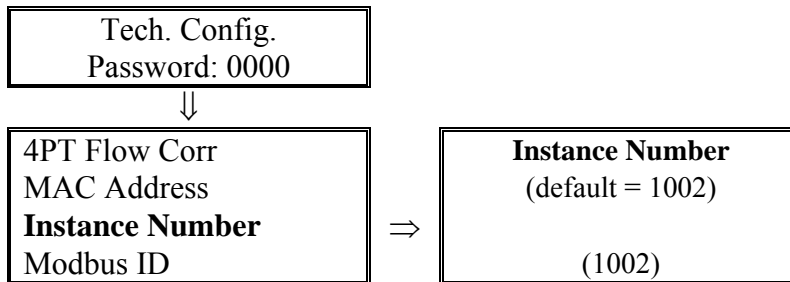 Tech. Config.
Password: 0000
⇓
4PT Flow Corr
MAC Address
Instance Number
Modbus ID
⇒
Instance Number
(default = 1002)
(1002)